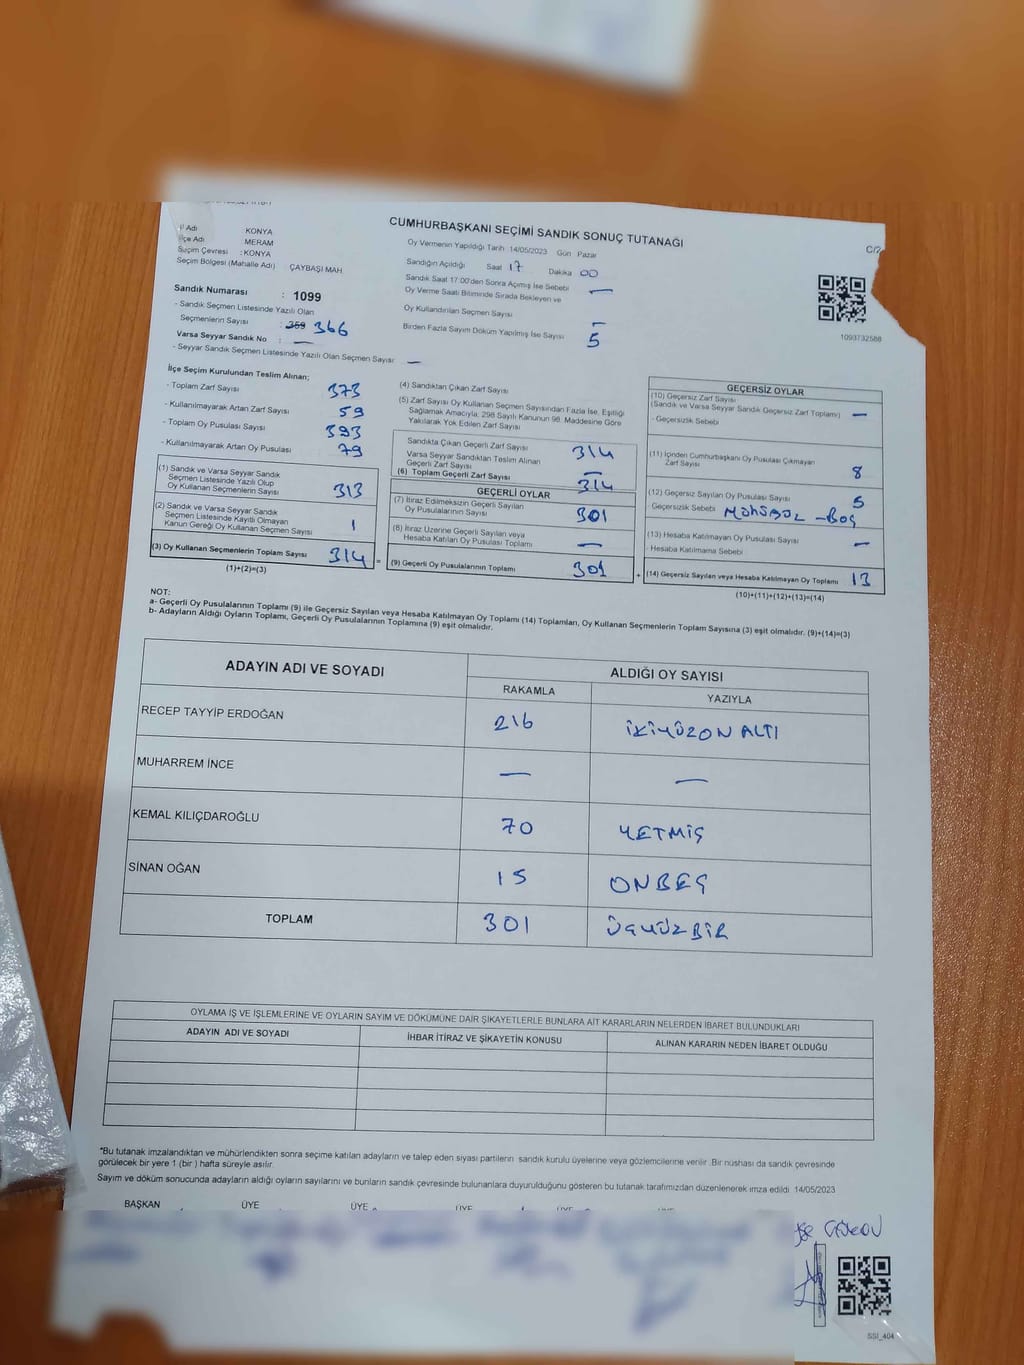 CUMHURBAŞKANI SEÇİMİ SANDIK SONUÇ TUTANAĞI
C/2
İl Adı KONYA
İlçe Adı MERAM
Seçim Çevresi : KONYA
Seçim Bölgesi (Mahalle Adı) ÇAYBAŞI MAH.
Oy Vermenin Yapıldığı Tarih 14/05/2023 Gün Pazar
Sandığın Açıldığı Saat 17 Dakika 00
Sandık Saat 17:00'den Sonra Açımış İse Sebebi —
Oy Verme Saati Bitiminde Sırada Bekleyen ve
Oy Kullandırılan Seçmen Sayısı —
Birden Fazla Sayım Döküm Yapılmış İse Sayısı 5
1093732588
Sandık Numarası : 1099
- Sandık Seçmen Listesinde Yazılı Olan
Seçmenlerin Sayısı : 359 366
Varsa Seyyar Sandık No : —
- Seyyar Sandık Seçmen Listesinde Yazılı Olan Seçmen Sayısı —
İlçe Seçim Kurulundan Teslim Alınan;
- Toplam Zarf Sayısı 373
- Kullanılmayarak Artan Zarf Sayısı 59
- Toplam Oy Pusulası Sayısı 393
- Kullanılmayarak Artan Oy Pusulası 79
(1) Sandık ve Varsa Seyyar Sandık
Seçmen Listesinde Yazılı Olup
Oy Kullanan Seçmenlerin Sayısı 313
(2) Sandık ve Varsa Seyyar Sandık
Seçmen Listesinde Kayıtlı Olmayan
Kanun Gereği Oy Kullanan Seçmen Sayısı 1
(3) Oy Kullanan Seçmenlerin Toplam Sayısı 314 =
(1)+(2)=(3)
(4) Sandıktan Çıkan Zarf Sayısı
(5) Zarf Sayısı Oy Kullanan Seçmen Sayısından Fazla İse, Eşitliği
Sağlamak Amacıyla, 298 Sayılı Kanunun 98. Maddesine Göre
Yakılarak Yok Edilen Zarf Sayısı
Sandıkta Çıkan Geçerli Zarf Sayısı 314
Varsa Seyyar Sandıktan Teslim Alınan
Geçerli Zarf Sayısı —
(6) Toplam Geçerli Zarf Sayısı 314
GEÇERLİ OYLAR
(7) İtiraz Edilmeksizin Geçerli Sayılan
Oy Pusulalarının Sayısı 301
(8) İtiraz Üzerine Geçerli Sayılan veya
Hesaba Katılan Oy Pusulası Toplamı —
(9) Geçerli Oy Pusulalarının Toplamı 301 +
GEÇERSİZ OYLAR
(10) Geçersiz Zarf Sayısı
(Sandık ve Varsa Seyyar Sandık Geçersiz Zarf Toplamı) —
- Geçersizlik Sebebi
(11) İçinden Cumhurbaşkanı Oy Pusulası Çıkmayan
Zarf Sayısı 8
(12) Geçersiz Sayılan Oy Pusulası Sayısı 5
- Geçersizlik Sebebi MÜHÜRSÜZ - BOŞ
(13) Hesaba Katılmayan Oy Pusulası Sayısı —
- Hesaba Katılmama Sebebi
(14) Geçersiz Sayılan veya Hesaba Katılmayan Oy Toplamı 13
(10)+(11)+(12)+(13)=(14)
NOT:
a- Geçerli Oy Pusulalarının Toplamı (9) ile Geçersiz Sayılan veya Hesaba Katılmayan Oy Toplamı (14) Toplamları, Oy Kullanan Seçmenlerin Toplam Sayısına (3) eşit olmalıdır. (9)+(14)=(3)
b- Adayların Aldığı Oyların Toplamı, Geçerli Oy Pusulalarının Toplamına (9) eşit olmalıdır.
ADAYIN ADI VE SOYADI ALDIĞI OY SAYISI
RAKAMLA YAZIYLA
RECEP TAYYİP ERDOĞAN 216 İKİYÜZON ALTI
MUHARREM İNCE — —
KEMAL KILIÇDAROĞLU 70 YETMİŞ
SİNAN OĞAN 15 ONBEŞ
TOPLAM 301 ÜÇYÜZBİR
OYLAMA İŞ VE İŞLEMLERİNE VE OYLARIN SAYIM VE DÖKÜMÜNE DAİR ŞİKAYETLERLE BUNLARA AİT KARARLARIN NELERDEN İBARET BULUNDUKLARI
ADAYIN ADI VE SOYADI İHBAR İTİRAZ VE ŞİKAYETİN KONUSU ALINAN KARARIN NEDEN İBARET OLDUĞU
*Bu tutanak imzalandıktan ve mühürlendikten sonra seçime katılan adayların ve talep eden siyasi partilerin sandık kurulu üyelerine veya gözlemcilerine verilir. Bir nüshası da sandık çevresinde
görülecek bir yere 1 (bir ) hafta süreyle asılır.
Sayım ve döküm sonucunda adayların aldığı oyların sayılarını ve bunların sandık çevresinde bulunanlara duyurulduğunu gösteren bu tutanak tarafımızdan düzenlenerek imza edildi 14/05/2023
BAŞKAN ÜYE ÜYE ÜYE ÜYE
SSİ_404